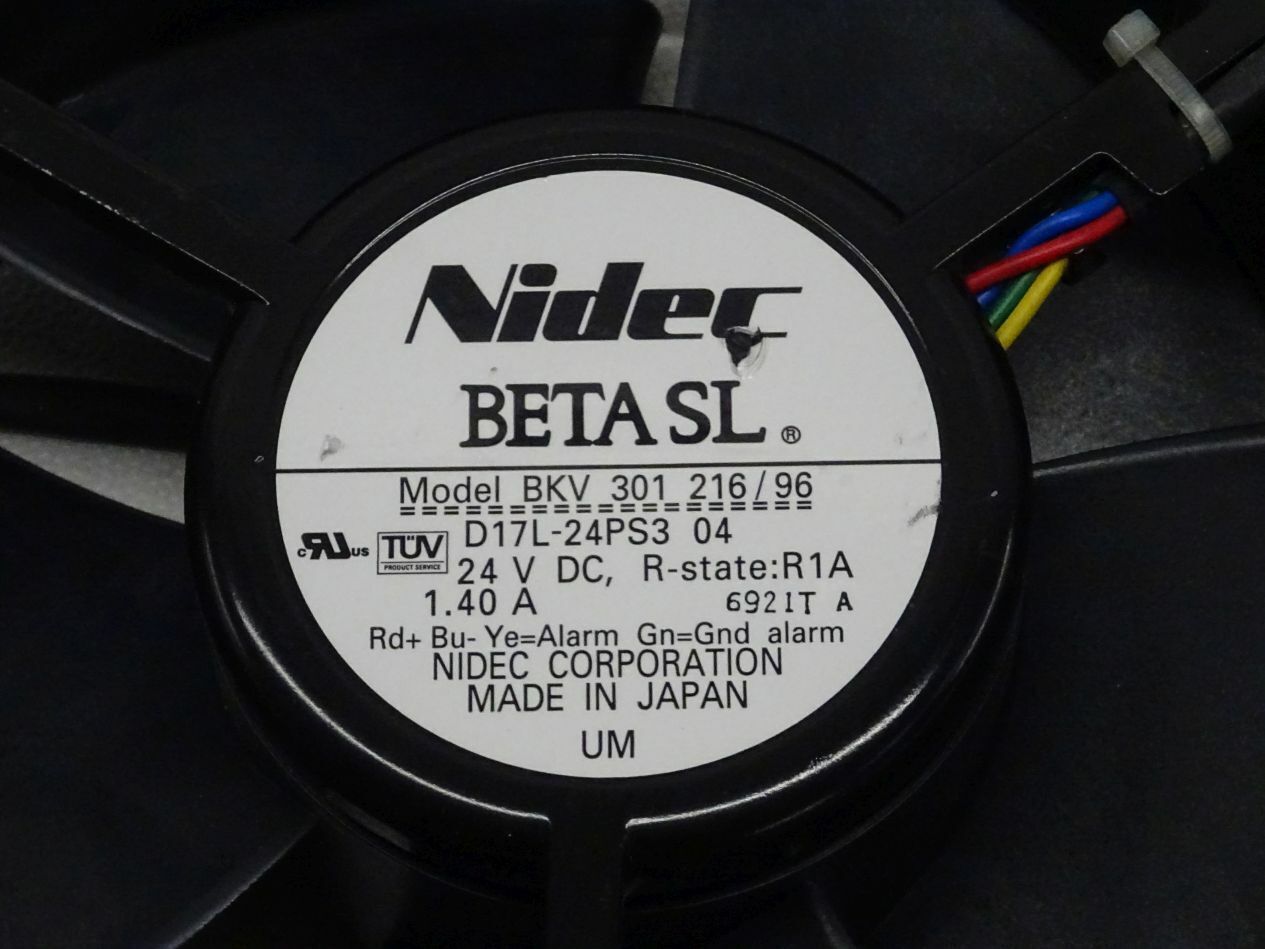 Nidec
BETA SL ®
Model BKV 301 216/96
D17L-24PS3 04
c RU us TÜV PRODUCT SERVICE
24 V DC, R-state:R1A
1.40 A 6921T A
Rd+ Bu- Ye=Alarm Gn=Gnd alarm
NIDEC CORPORATION
MADE IN JAPAN
UM